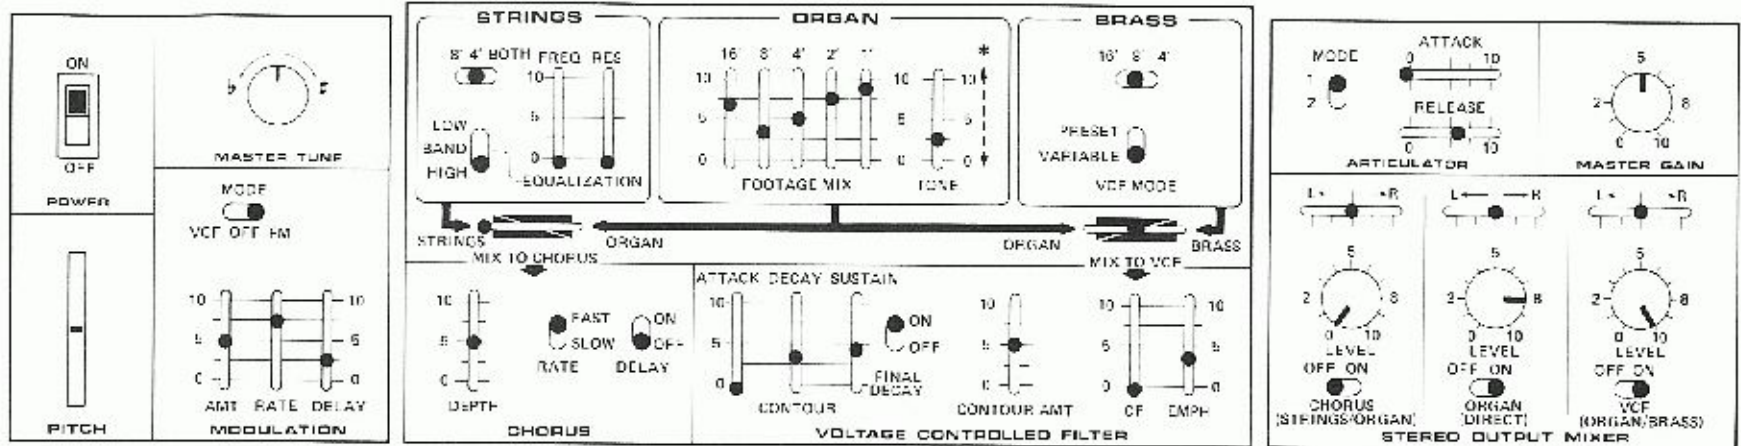 ON
OFF
POWER
PITCH
♭ ♯
MASTER TUNE
MODE
VCF OFF FM
10 10
5 5
0 0
AMT RATE DELAY
MODULATION
STRINGS
8' 4' BOTH FREQ RES
LOW
BAND
HIGH
10
5
0
EQUALIZATION
ORGAN
16' 8' 4' 2' 1' *
10 10 10
5 5 5
0 0 0
FOOTAGE MIX TONE
BRASS
16' 8' 4'
PRESET
VARIABLE
VCF MODE
STRINGS ORGAN
MIX TO CHORUS
ORGAN BRASS
MIX TO VCF
10
5
0
DEPTH
FAST
SLOW
RATE
ON
OFF
DELAY
CHORUS
ATTACK DECAY SUSTAIN
10
5
0
CONTOUR
ON
OFF
FINAL
DECAY
10
5
0
CONTOUR AMT
10 10
5 5
0 0
CF EMPH
VOLTAGE CONTROLLED FILTER
MODE
1
2
ATTACK
0 10
RELEASE
0 10
ARTICULATOR
5
2 8
0 10
MASTER GAIN
L R
5
2 8
0 10
LEVEL
OFF ON
CHORUS
(STRINGS/ORGAN)
L R
5
2 8
0 10
LEVEL
OFF ON
ORGAN
(DIRECT)
L R
5
2 8
0 10
LEVEL
OFF ON
VCF
(ORGAN/BRASS)
STEREO OUTPUT MIXER